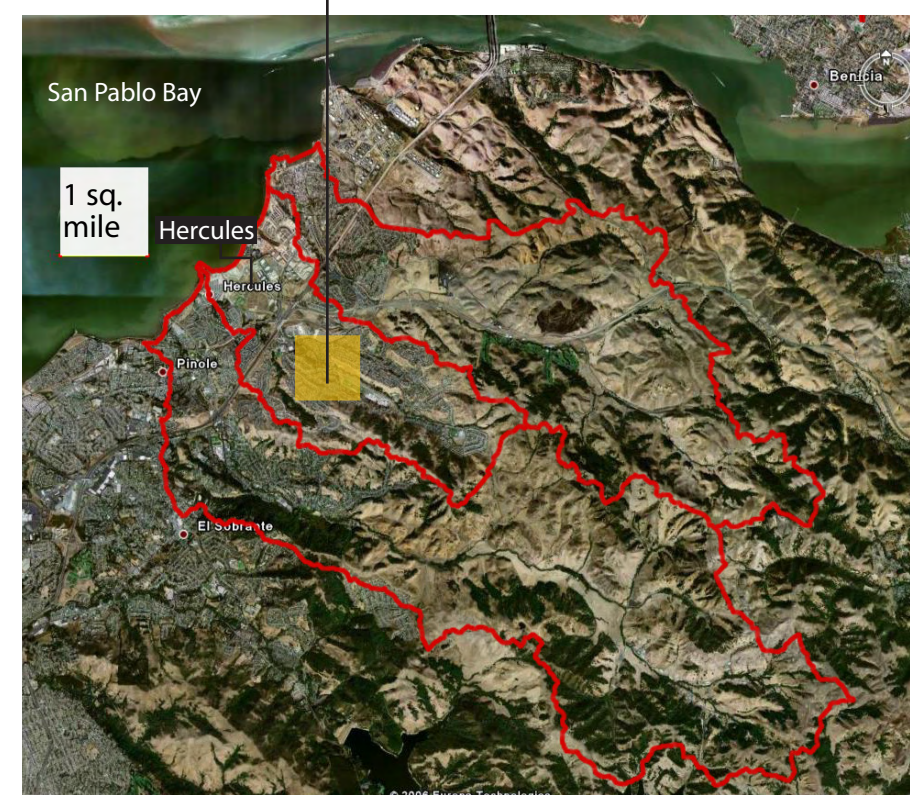 San Pablo Bay
Benicia
N
1 sq.
mile
Hercules
Hercules
Pinole
El Sobrante
© 2006 Europa Technologies